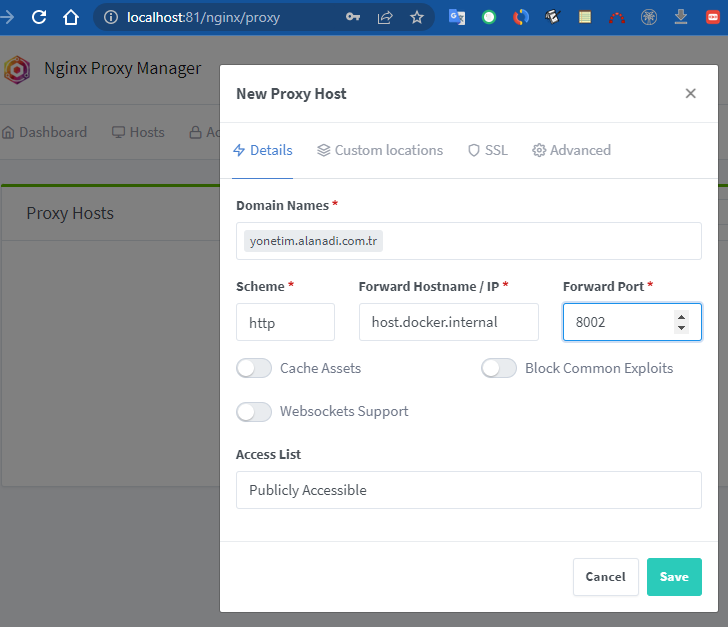 localhost:81/nginx/proxy
Nginx Proxy Manager
Dashboard Hosts
Proxy Hosts
New Proxy Host
Details Custom locations SSL Advanced
Domain Names *
yonetim.alanadi.com.tr
Scheme * Forward Hostname / IP * Forward Port *
http host.docker.internal 8002
Cache Assets Block Common Exploits
Websockets Support
Access List
Publicly Accessible
Cancel Save